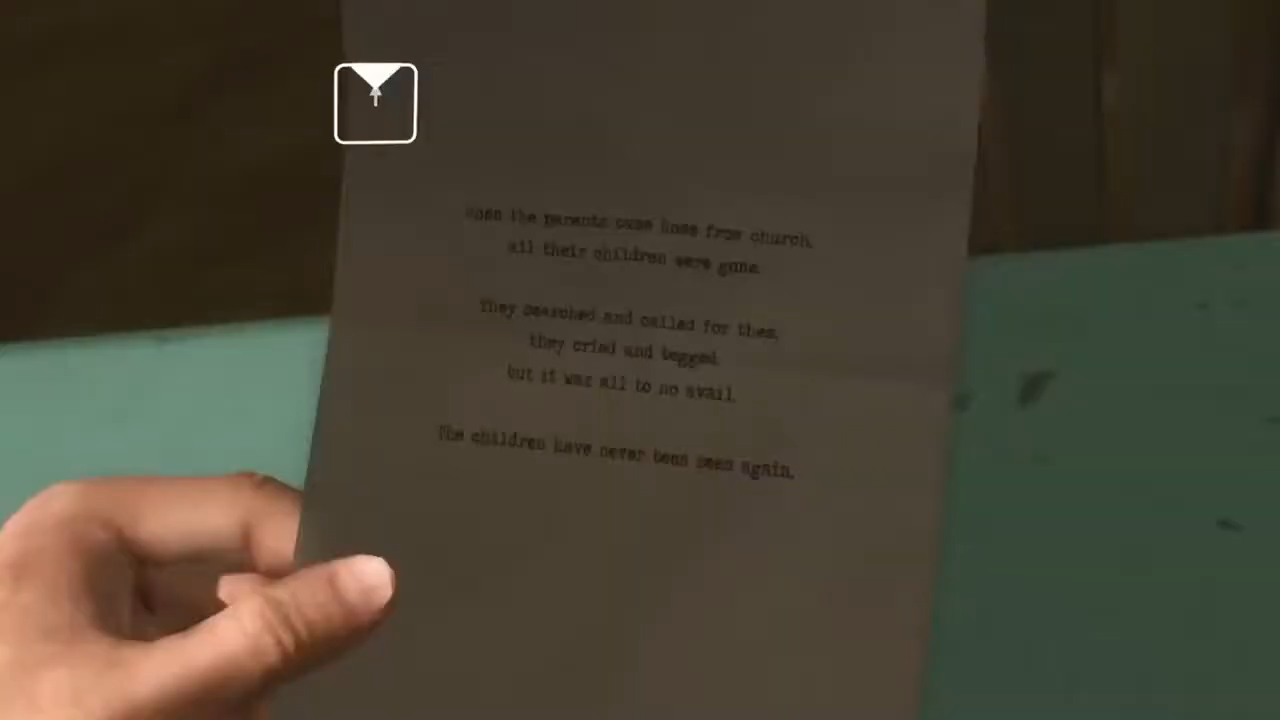 When the parents came home from church,
all their children were gone.
They searched and called for them,
they cried and begged,
but it was all to no avail.
The children have never been seen again.